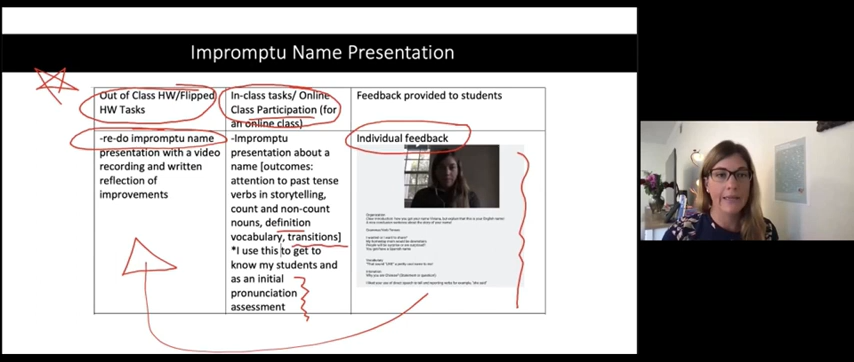 Impromptu Name Presentation
Out of Class HW/Flipped
HW Tasks
In-class tasks/ Online
Class Participation (for
an online class)
Feedback provided to students
-re-do impromptu name
presentation with a video
recording and written
reflection of
improvements
-Impromptu
presentation about a
name [outcomes:
attention to past tense
verbs in storytelling,
count and non-count
nouns, definition
vocabulary, transitions]
*I use this to get to
know my students and
as an initial
pronunciation
assessment
Individual feedback
Organization
Vocabulary